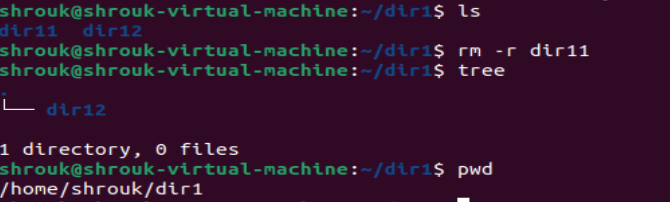 shrouk@shrouk-virtual-machine:~/dir1$ ls
dir11  dir12
shrouk@shrouk-virtual-machine:~/dir1$ rm -r dir11
shrouk@shrouk-virtual-machine:~/dir1$ tree
.
└── dir12
1 directory, 0 files
shrouk@shrouk-virtual-machine:~/dir1$ pwd
/home/shrouk/dir1